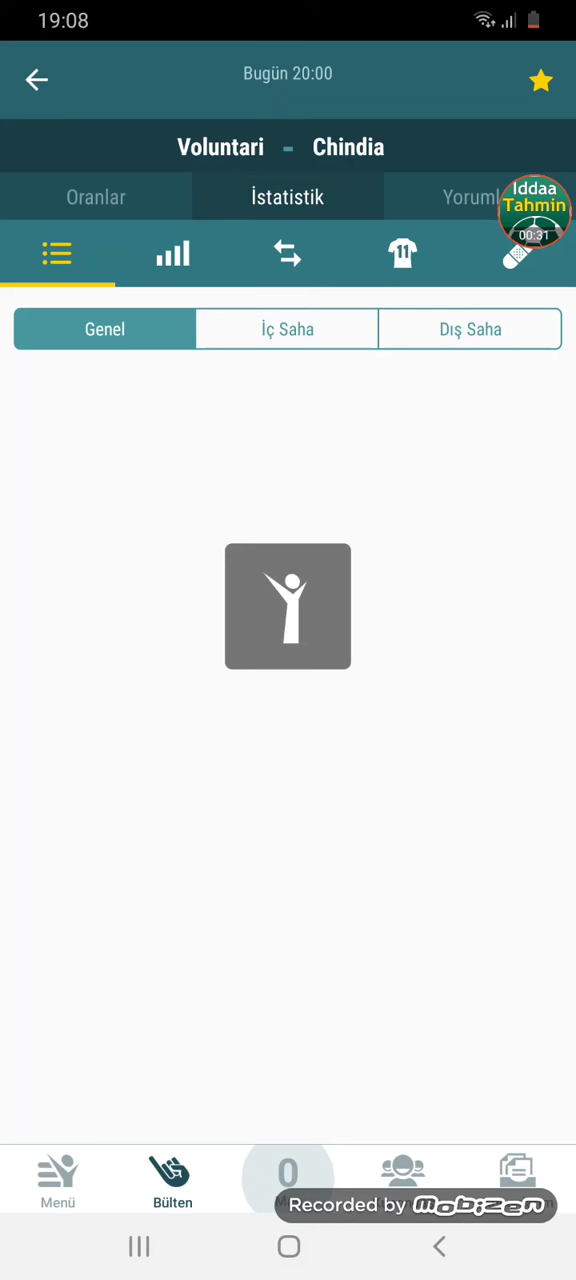 19:08
Bugün 20:00
Voluntari - Chindia
Oranlar
İstatistik
Iddaa
Tahmin
00:31
11
Genel
İç Saha
Dış Saha
0
Menü
Bülten
Recorded by mobizen